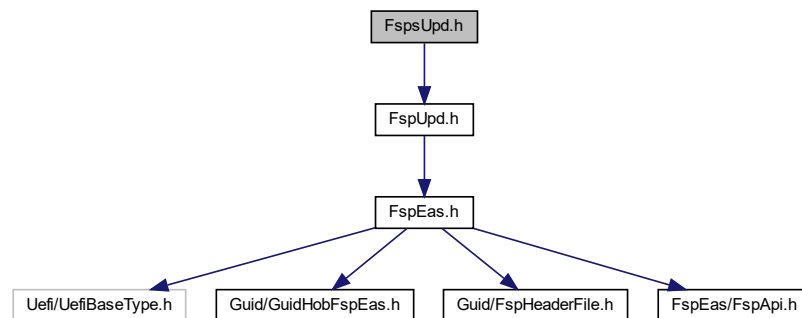 FspsUpd.h
FspUpd.h
FspEas.h
Uefi/UefiBaseType.h
Guid/GuidHobFspEas.h
Guid/FspHeaderFile.h
FspEas/FspApi.h